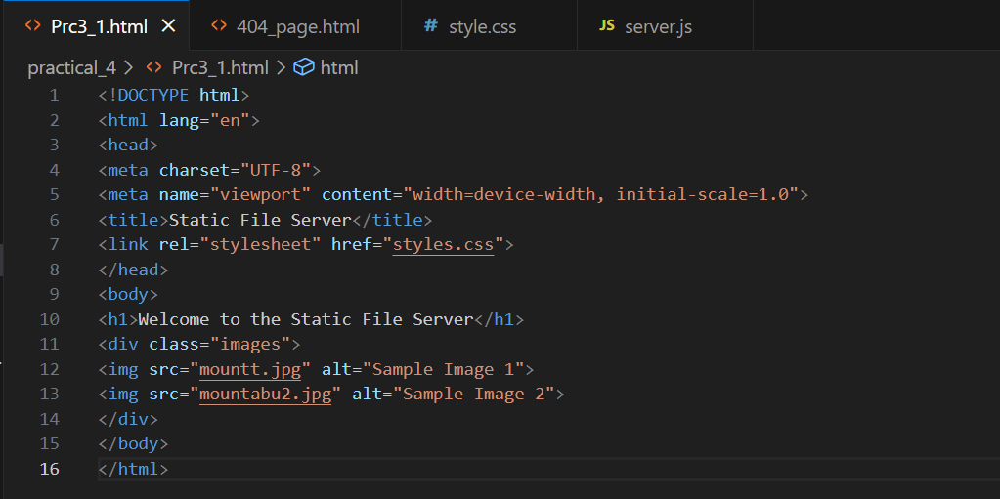 Prc3_1.html 404_page.html # style.css JS server.js
practical_4 > Prc3_1.html > html
1 <!DOCTYPE html>
2 <html lang="en">
3 <head>
4 <meta charset="UTF-8">
5 <meta name="viewport" content="width=device-width, initial-scale=1.0">
6 <title>Static File Server</title>
7 <link rel="stylesheet" href="styles.css">
8 </head>
9 <body>
10 <h1>Welcome to the Static File Server</h1>
11 <div class="images">
12 <img src="mountt.jpg" alt="Sample Image 1">
13 <img src="mountabu2.jpg" alt="Sample Image 2">
14 </div>
15 </body>
16 </html>